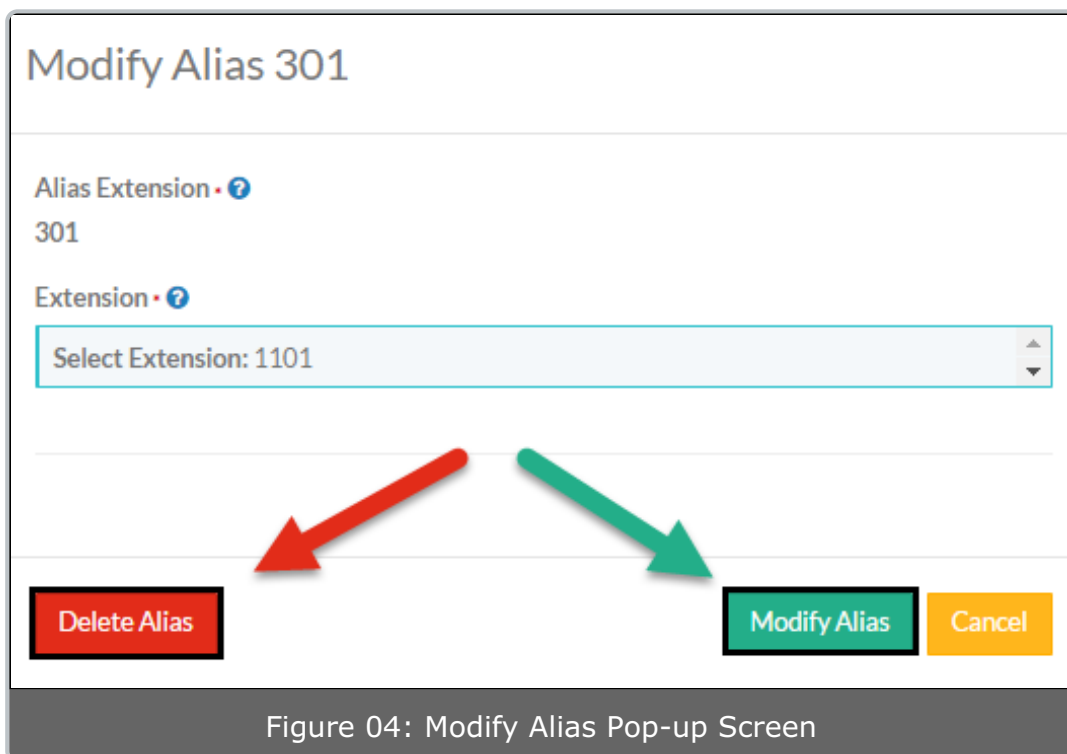 Modify Alias 301
Alias Extension •
301
Extension •
Select Extension: 1101
Delete Alias
Modify Alias
Cancel
Figure 04: Modify Alias Pop-up Screen